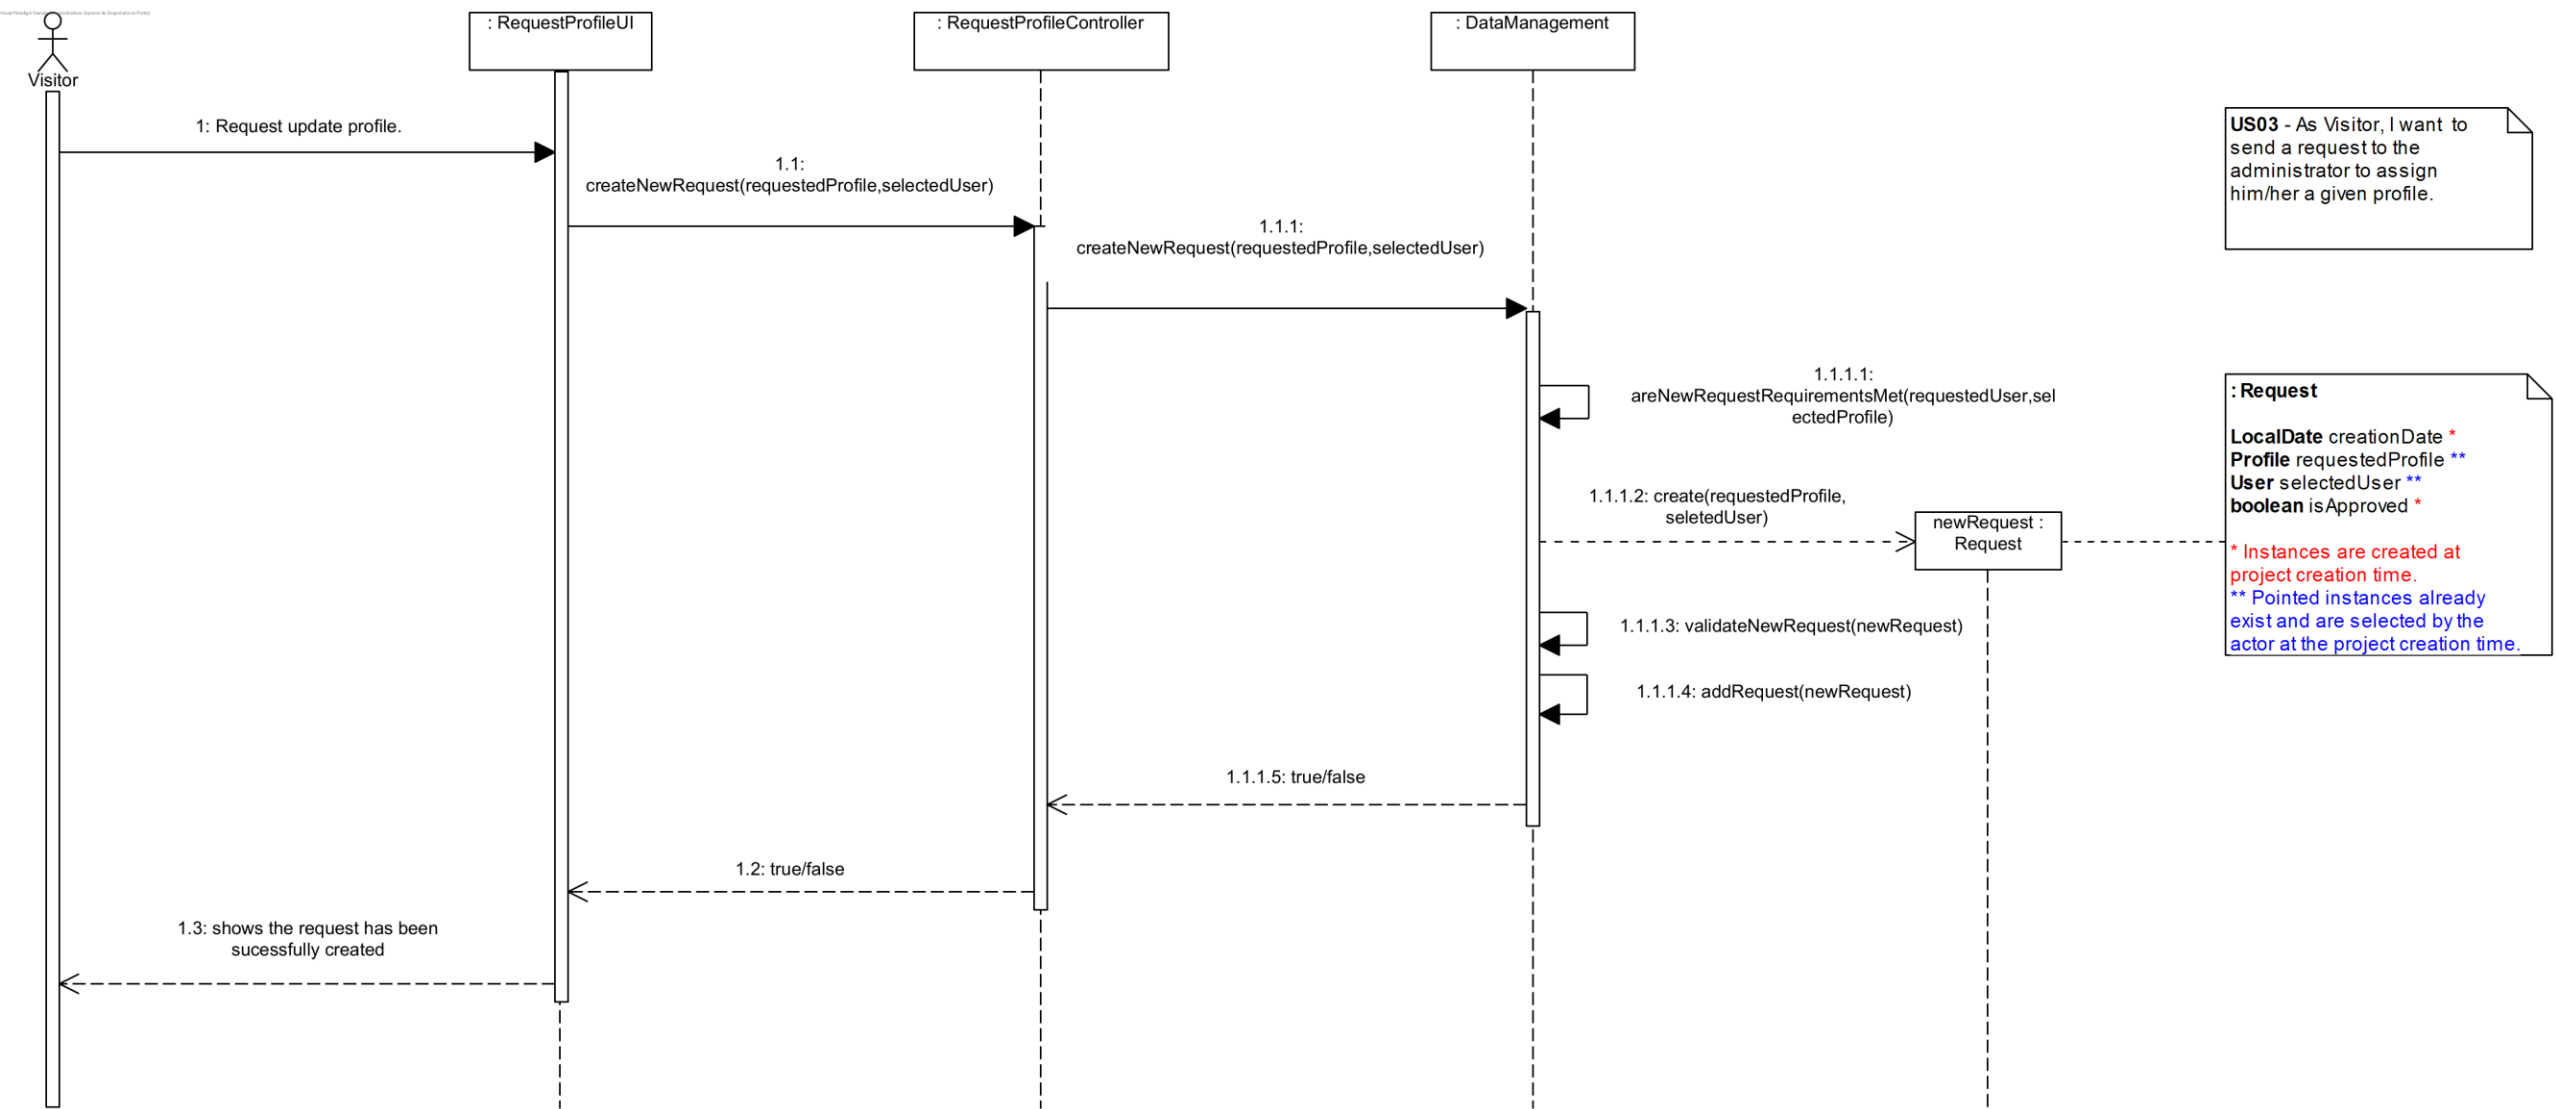 Visitor
: RequestProfileUI
: RequestProfileController
: DataManagement
1: Request update profile.
1.1:
createNewRequest(requestedProfile,selectedUser)
1.1.1:
createNewRequest(requestedProfile,selectedUser)
US03 - As Visitor, I want to
send a request to the
administrator to assign
him/her a given profile.
1.1.1.1:
areNewRequestRequirementsMet(requestedUser,sel
ectedProfile)
1.1.1.2: create(requestedProfile,
seletedUser)
newRequest :
Request
: Request
LocalDate creationDate *
Profile requestedProfile **
User selectedUser **
boolean isApproved *
* Instances are created at
project creation time.
** Pointed instances already
exist and are selected by the
actor at the project creation time.
1.1.1.3: validateNewRequest(newRequest)
1.1.1.4: addRequest(newRequest)
1.1.1.5: true/false
1.2: true/false
1.3: shows the request has been
sucessfully created